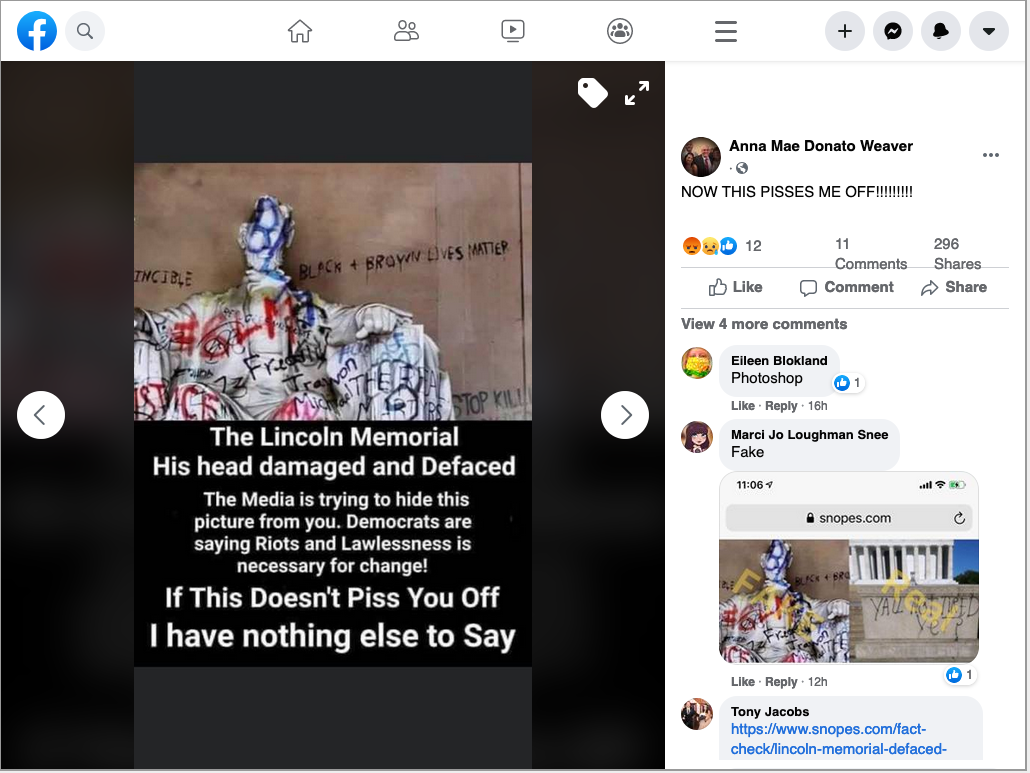 INCIBLE
BLACK + BROWN LIVES MATTER
STOP KILL
The Lincoln Memorial
His head damaged and Defaced
The Media is trying to hide this
picture from you. Democrats are
saying Riots and Lawlessness is
necessary for change!
If This Doesn't Piss You Off
I have nothing else to Say
Anna Mae Donato Weaver
NOW THIS PISSES ME OFF!!!!!!!!!
12
11
Comments
296
Shares
Like
Comment
Share
View 4 more comments
Eileen Blokland
Photoshop
1
Like · Reply · 16h
Marci Jo Loughman Snee
Fake
11:06
snopes.com
BLACK + BRO
FAKE
Real
YALL
1
Like · Reply · 12h
Tony Jacobs
https://www.snopes.com/fact-
check/lincoln-memorial-defaced-